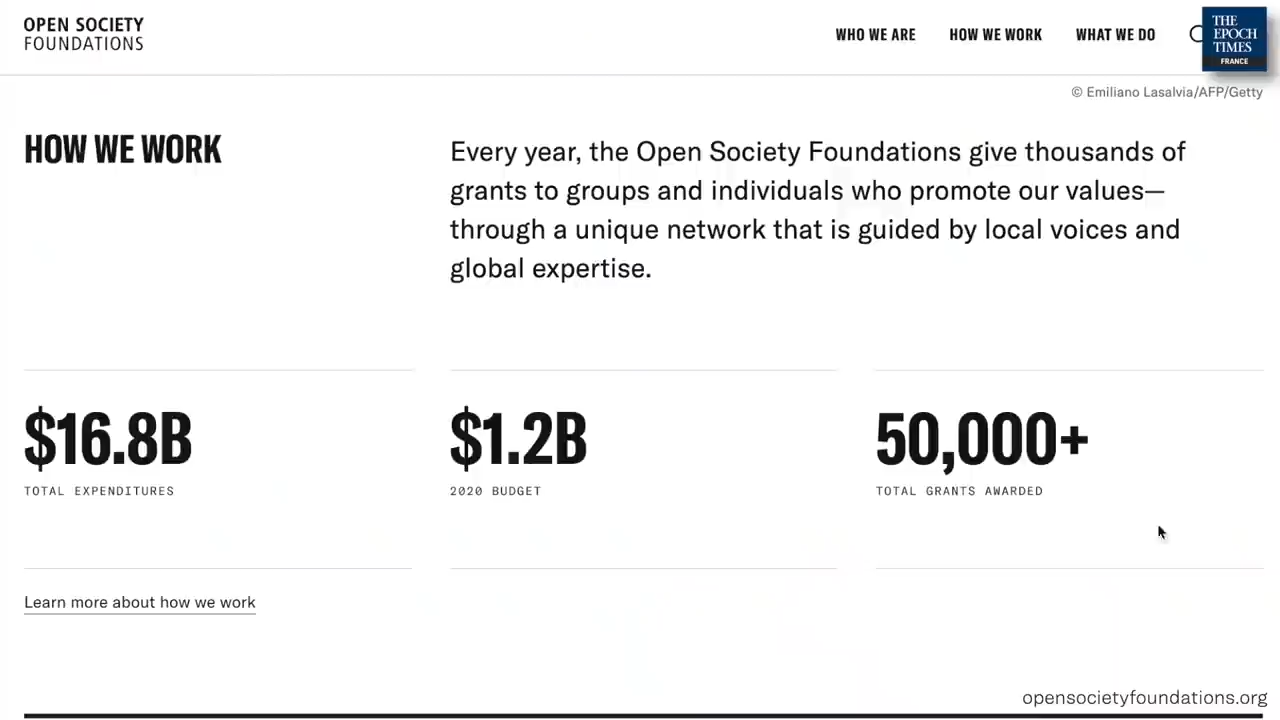 OPEN SOCIETY
FOUNDATIONS
WHO WE ARE
HOW WE WORK
WHAT WE DO
THE
EPOCH
TIMES
FRANCE
© Emiliano Lasalvia/AFP/Getty
HOW WE WORK
Every year, the Open Society Foundations give thousands of
grants to groups and individuals who promote our values—
through a unique network that is guided by local voices and
global expertise.
$16.8B
TOTAL EXPENDITURES
$1.2B
2020 BUDGET
50,000+
TOTAL GRANTS AWARDED
Learn more about how we work
opensocietyfoundations.org